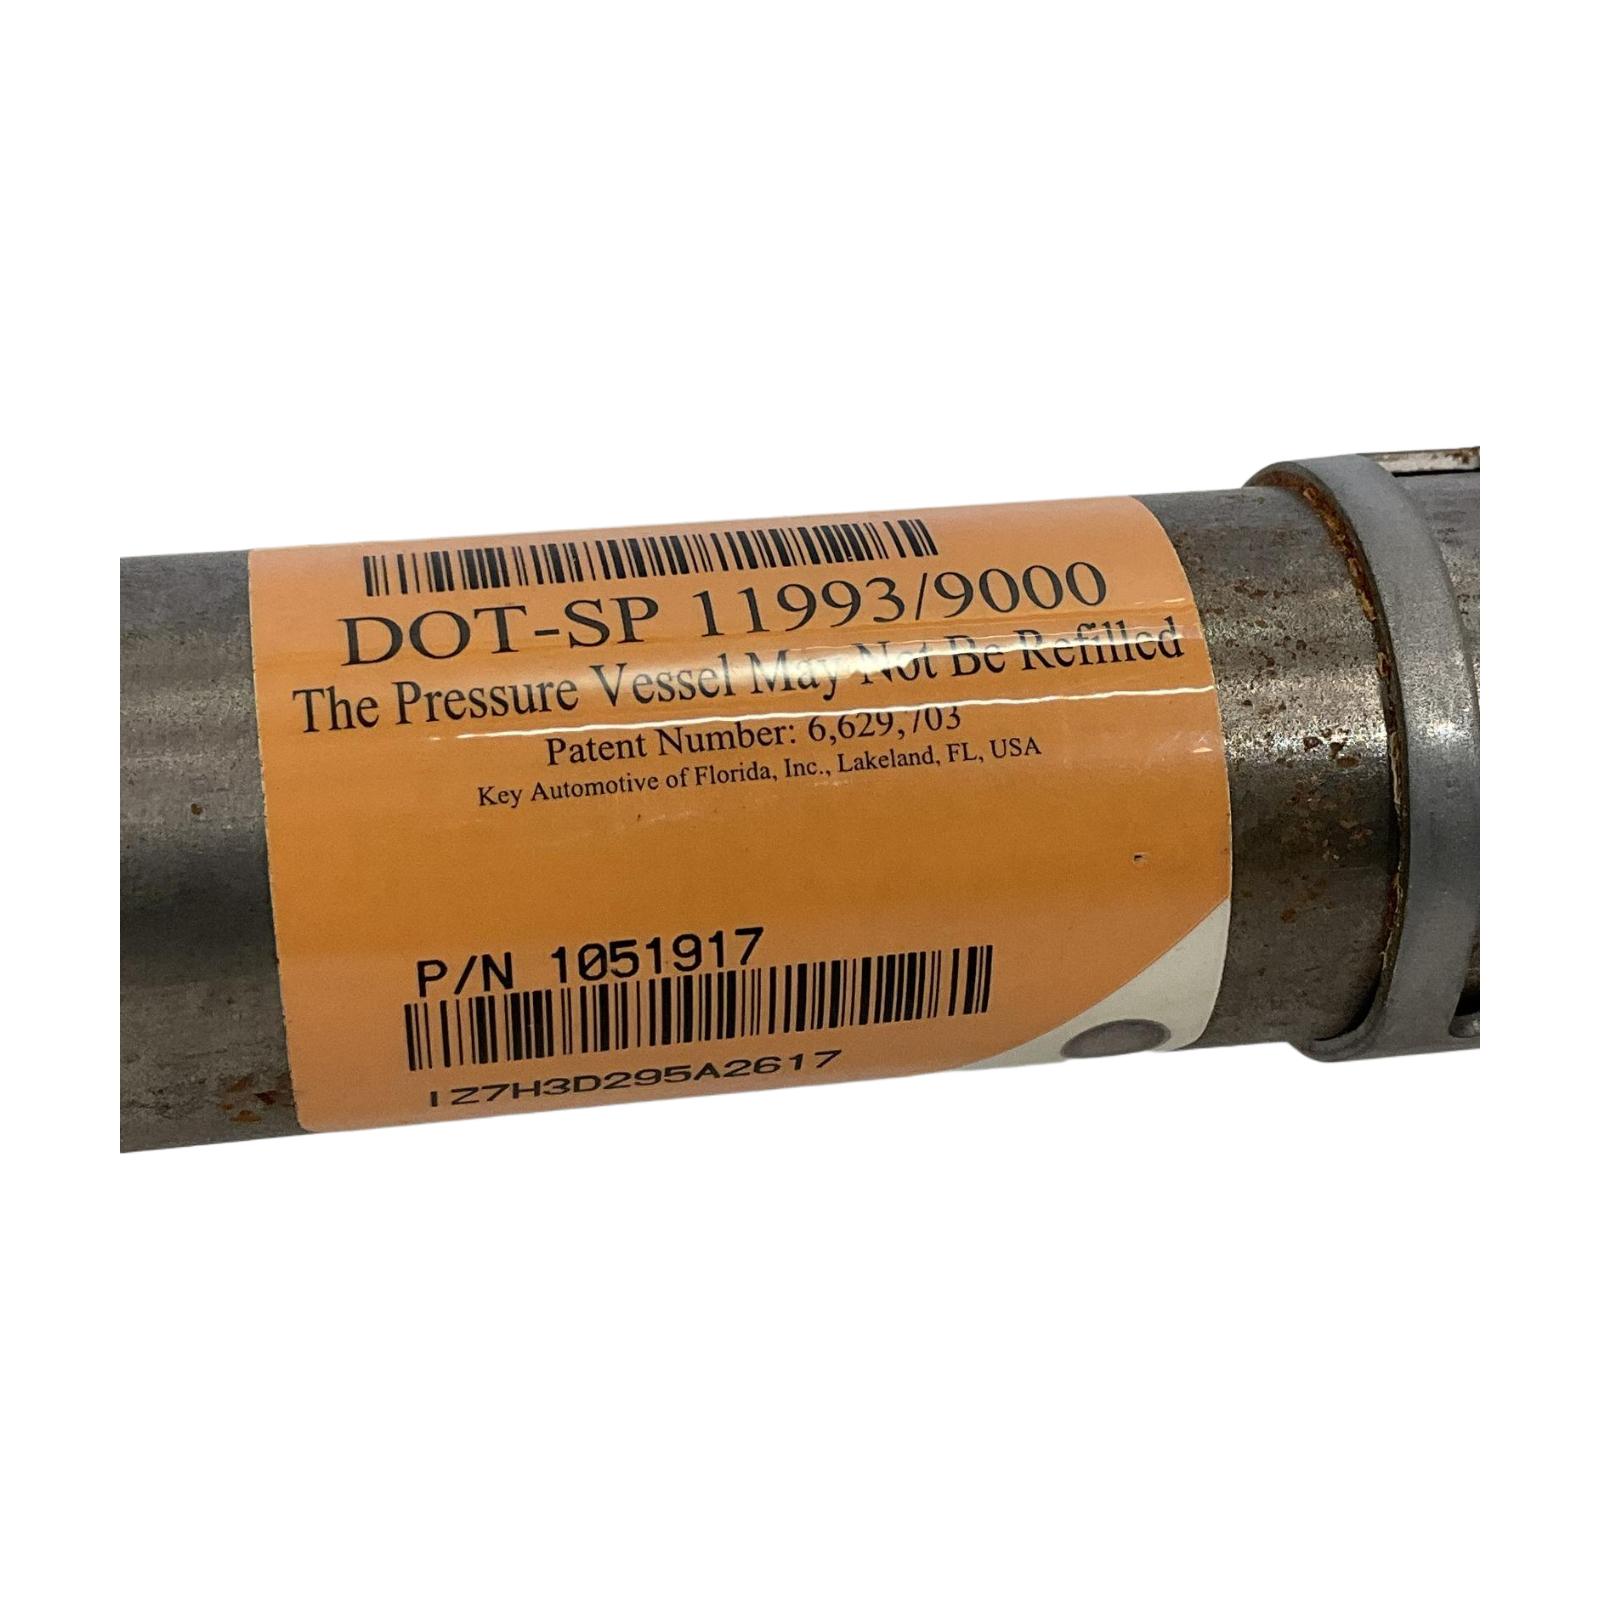 DOT-SP 11993/9000
The Pressure Vessel May Not Be Refilled
Patent Number: 6,629,703
Key Automotive of Florida, Inc., Lakeland, FL, USA
P/N 1051917
IZ7H3D295A2617